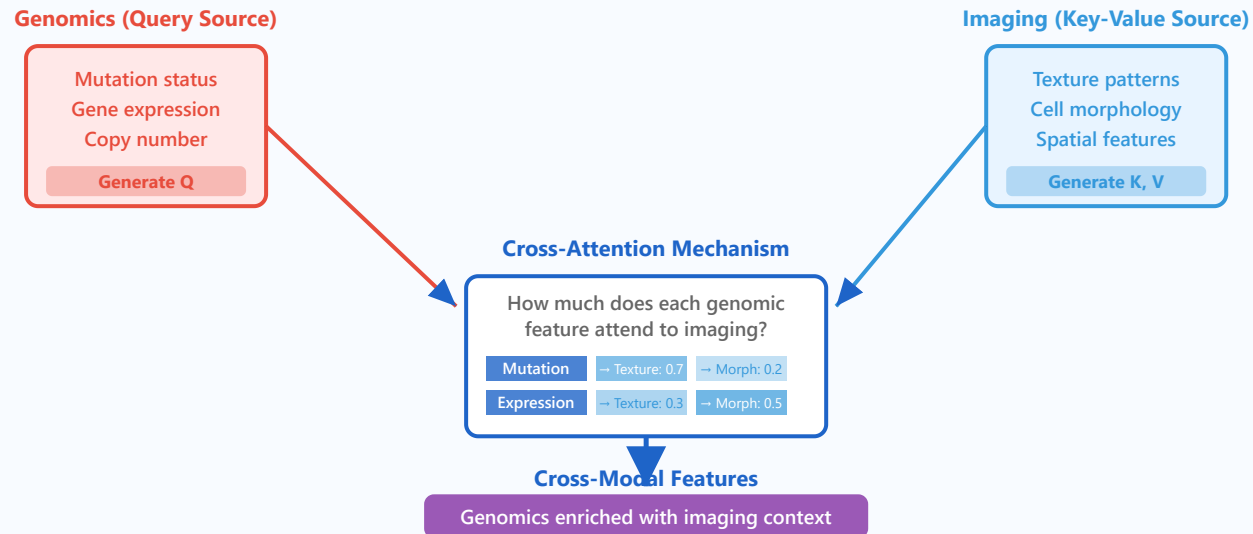 Genomics (Query Source)
Mutation status
Gene expression
Copy number
Generate Q
Imaging (Key-Value Source)
Texture patterns
Cell morphology
Spatial features
Generate K, V
Cross-Attention Mechanism
How much does each genomic
feature attend to imaging?
Mutation → Texture: 0.7 → Morph: 0.2
Expression → Texture: 0.3 → Morph: 0.5
Cross-Modal Features
Genomics enriched with imaging context